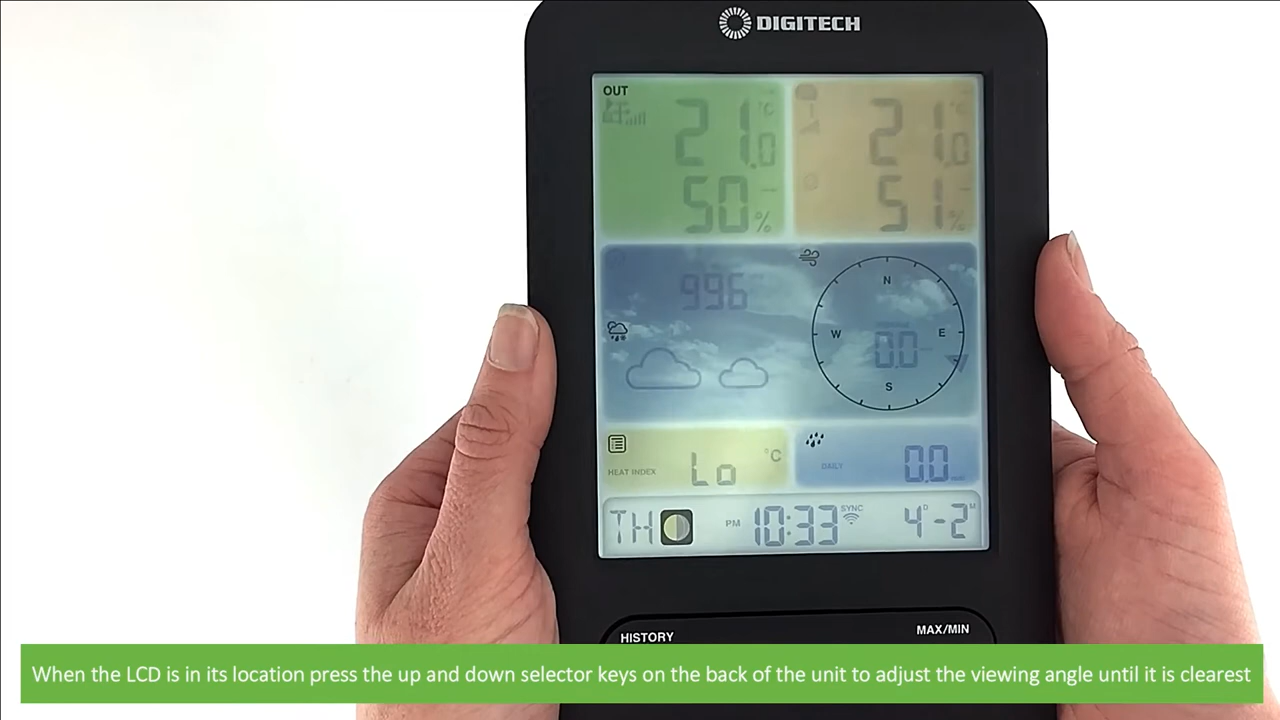 DIGITECH
OUT
21.0 °C
50 %
21.0 °C
51 %
996
N
W
E
S
0.0
HEAT INDEX
Lo °C
DAILY
0.0
TH
PM 10:33 SYNC
4 D - 2 M
HISTORY
MAX/MIN
When the LCD is in its location press the up and down selector keys on the back of the unit to adjust the viewing angle until it is clearest